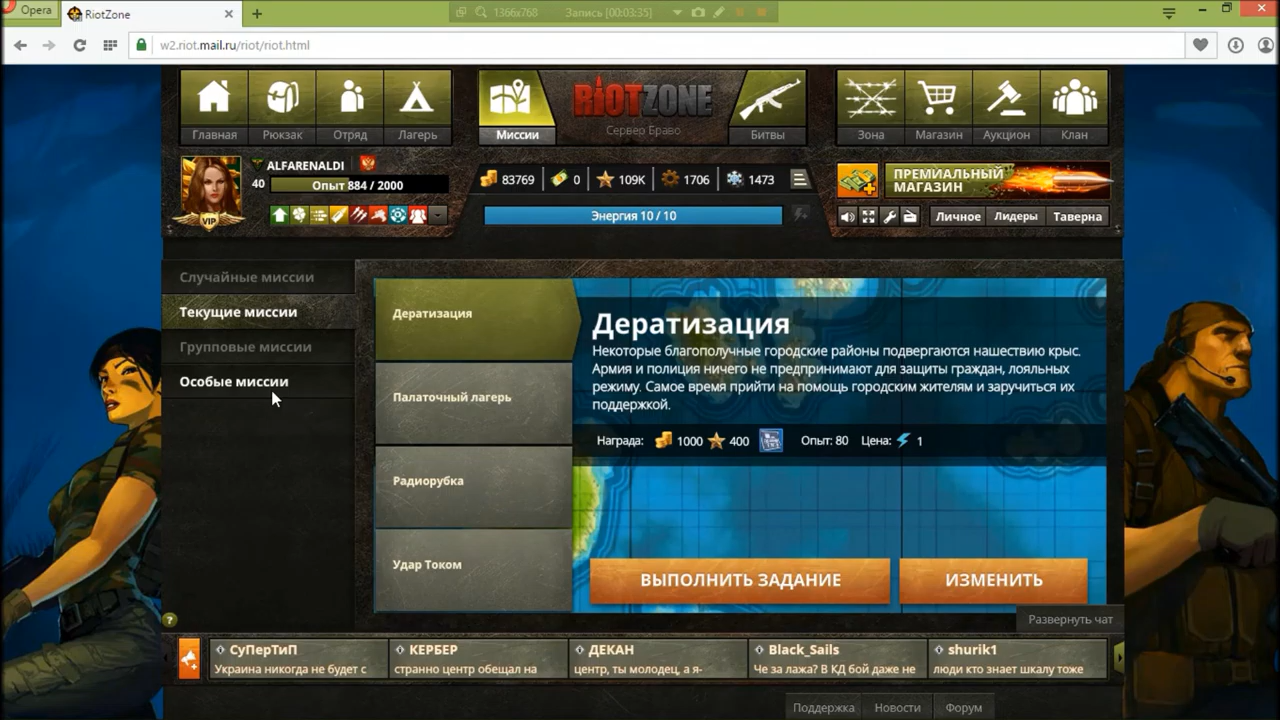 Opera
RiotZone
1366x768
Запись [00:03:35]
w2.riot.mail.ru/riot/riot.html
Главная
Рюкзак
Отряд
Лагерь
Миссии
RIOTZONE
Сервер Браво
Битвы
Зона
Магазин
Аукцион
Клан
ALFARENALDI
40
Опыт 884 / 2000
VIP
83769
0
109K
1706
1473
Энергия 10 / 10
ПРЕМИАЛЬНЫЙ
МАГАЗИН
Личное
Лидеры
Таверна
Случайные миссии
Текущие миссии
Групповые миссии
Особые миссии
Дератизация
Палаточный лагерь
Радиорубка
Удар Током
Дератизация
Некоторые благополучные городские районы подвергаются нашествию крыс.
Армия и полиция ничего не предпринимают для защиты граждан, лояльных
режиму. Самое время прийти на помощь городским жителям и заручиться их
поддержкой.
Награда: 1000 400 Опыт: 80 Цена: 1
ВЫПОЛНИТЬ ЗАДАНИЕ
ИЗМЕНИТЬ
Развернуть чат
СуПерТиП
Украина никогда не будет с
КЕРБЕР
странно центр обещал на
ДЕКАН
центр, ты молодец, а я-
Black_Sails
Че за лажа? В КД бой даже не
shurik1
люди кто знает шкалу тоже
Поддержка
Новости
Форум